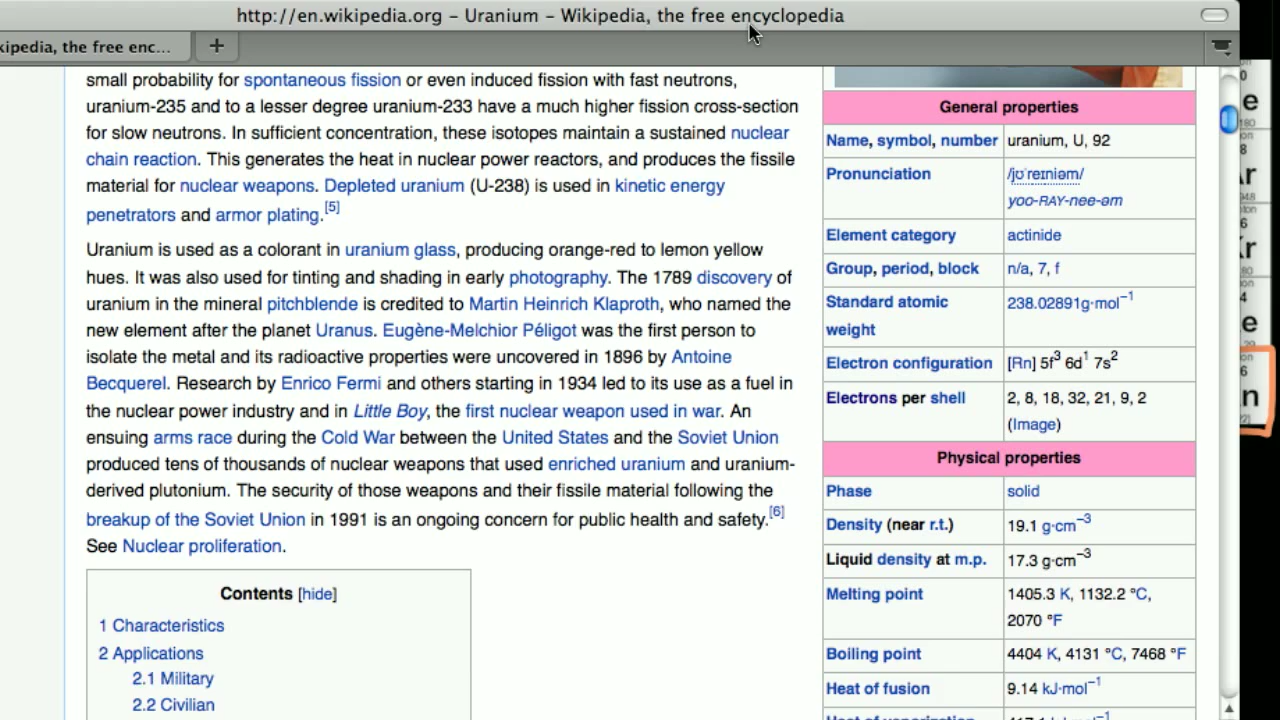 http://en.wikipedia.org – Uranium – Wikipedia, the free encyclopedia
kipedia, the free enc...
+
small probability for spontaneous fission or even induced fission with fast neutrons,
uranium-235 and to a lesser degree uranium-233 have a much higher fission cross-section
for slow neutrons. In sufficient concentration, these isotopes maintain a sustained nuclear
chain reaction. This generates the heat in nuclear power reactors, and produces the fissile
material for nuclear weapons. Depleted uranium (U-238) is used in kinetic energy
penetrators and armor plating.[5]
Uranium is used as a colorant in uranium glass, producing orange-red to lemon yellow
hues. It was also used for tinting and shading in early photography. The 1789 discovery of
uranium in the mineral pitchblende is credited to Martin Heinrich Klaproth, who named the
new element after the planet Uranus. Eugène-Melchior Péligot was the first person to
isolate the metal and its radioactive properties were uncovered in 1896 by Antoine
Becquerel. Research by Enrico Fermi and others starting in 1934 led to its use as a fuel in
the nuclear power industry and in Little Boy, the first nuclear weapon used in war. An
ensuing arms race during the Cold War between the United States and the Soviet Union
produced tens of thousands of nuclear weapons that used enriched uranium and uranium-
derived plutonium. The security of those weapons and their fissile material following the
breakup of the Soviet Union in 1991 is an ongoing concern for public health and safety.[6]
See Nuclear proliferation.
Contents [hide]
1 Characteristics
2 Applications
2.1 Military
2.2 Civilian
General properties
Name, symbol, number uranium, U, 92
Pronunciation /jʊˈreɪniəm/
yoo-RAY-nee-əm
Element category actinide
Group, period, block n/a, 7, f
Standard atomic weight 238.02891g·mol−1
Electron configuration [Rn] 5f3 6d1 7s2
Electrons per shell 2, 8, 18, 32, 21, 9, 2
(Image)
Physical properties
Phase solid
Density (near r.t.) 19.1 g·cm−3
Liquid density at m.p. 17.3 g·cm−3
Melting point 1405.3 K, 1132.2 °C,
2070 °F
Boiling point 4404 K, 4131 °C, 7468 °F
Heat of fusion 9.14 kJ·mol−1